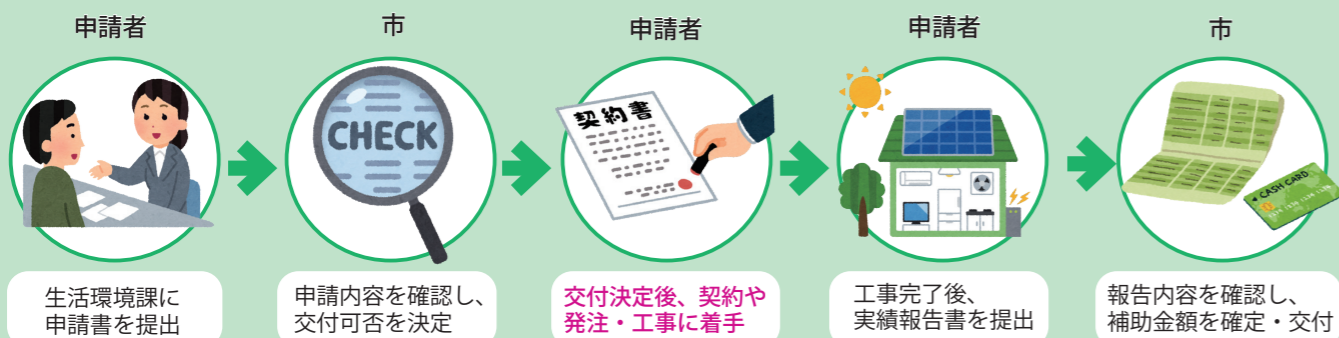 申請者
市
申請者
申請者
市
CHECK
契約書
CASH CARD
生活環境課に
申請書を提出
申請内容を確認し、
交付可否を決定
交付決定後、契約や
発注・工事に着手
工事完了後、
実績報告書を提出
報告内容を確認し、
補助金額を確定・交付